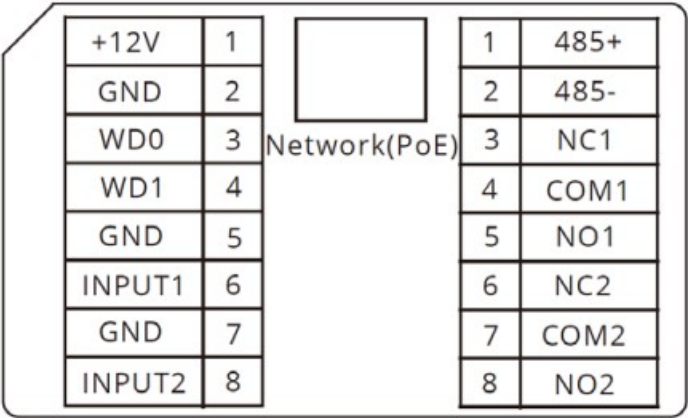 +12V 1
GND 2
WD0 3
WD1 4
GND 5
INPUT1 6
GND 7
INPUT2 8
Network(PoE)
1 485+
2 485-
3 NC1
4 COM1
5 NO1
6 NC2
7 COM2
8 NO2